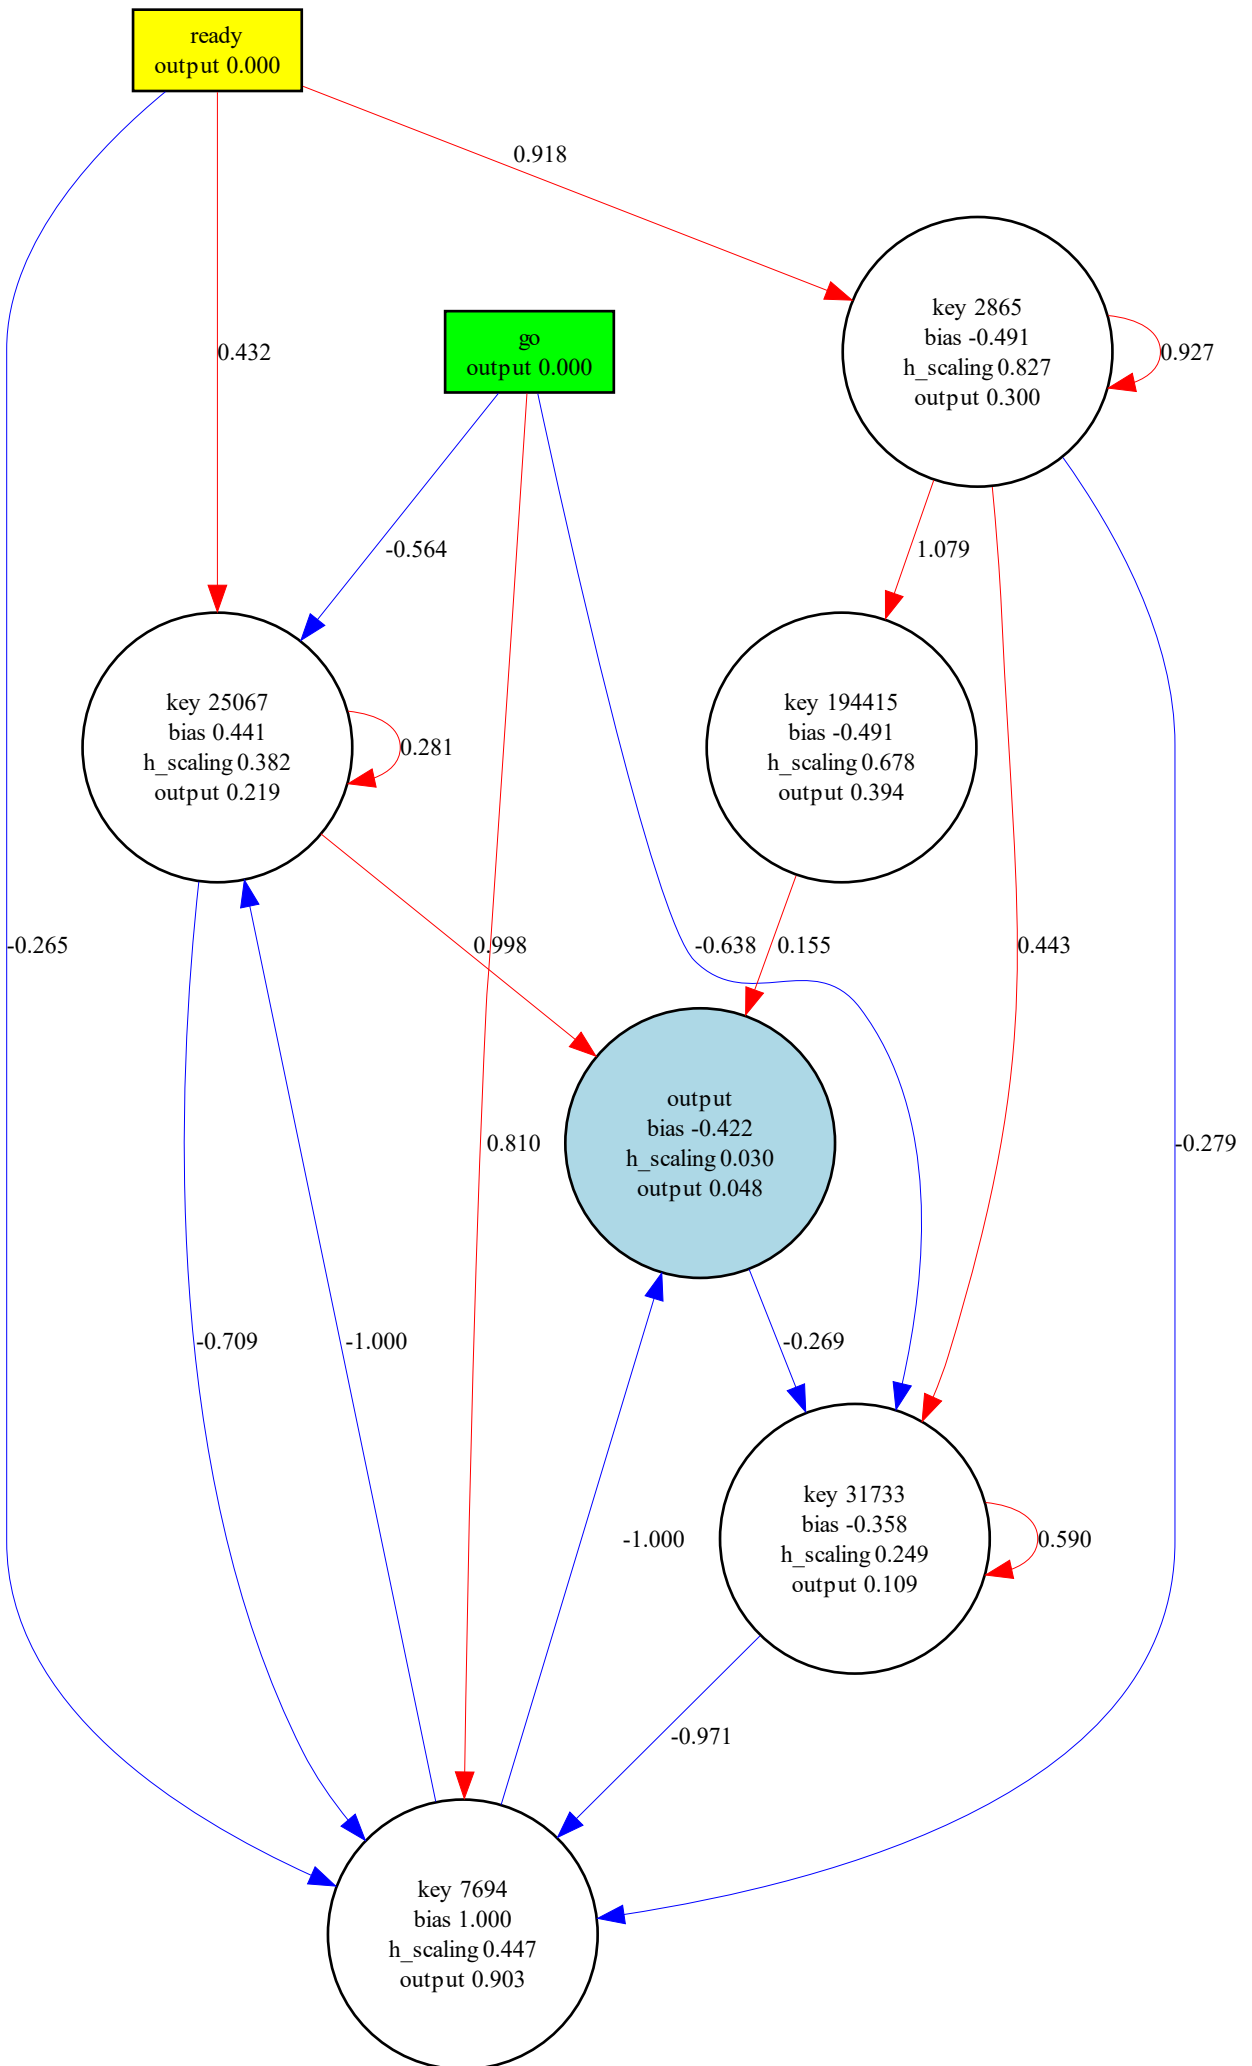 ready
output 0.000
0.918
key 2865
bias -0.491
h_scaling 0.827
output 0.300
0.927
go
output 0.000
0.432
-0.564
1.079
key 25067
bias 0.441
h_scaling 0.382
output 0.219
0.281
key 194415
bias -0.491
h_scaling 0.678
output 0.394
-0.265
0.998
-0.638
0.155
0.443
output
bias -0.422
h_scaling 0.030
output 0.048
0.810
-0.279
-0.709
-1.000
-0.269
key 31733
bias -0.358
h_scaling 0.249
output 0.109
-1.000
0.590
-0.971
key 7694
bias 1.000
h_scaling 0.447
output 0.903